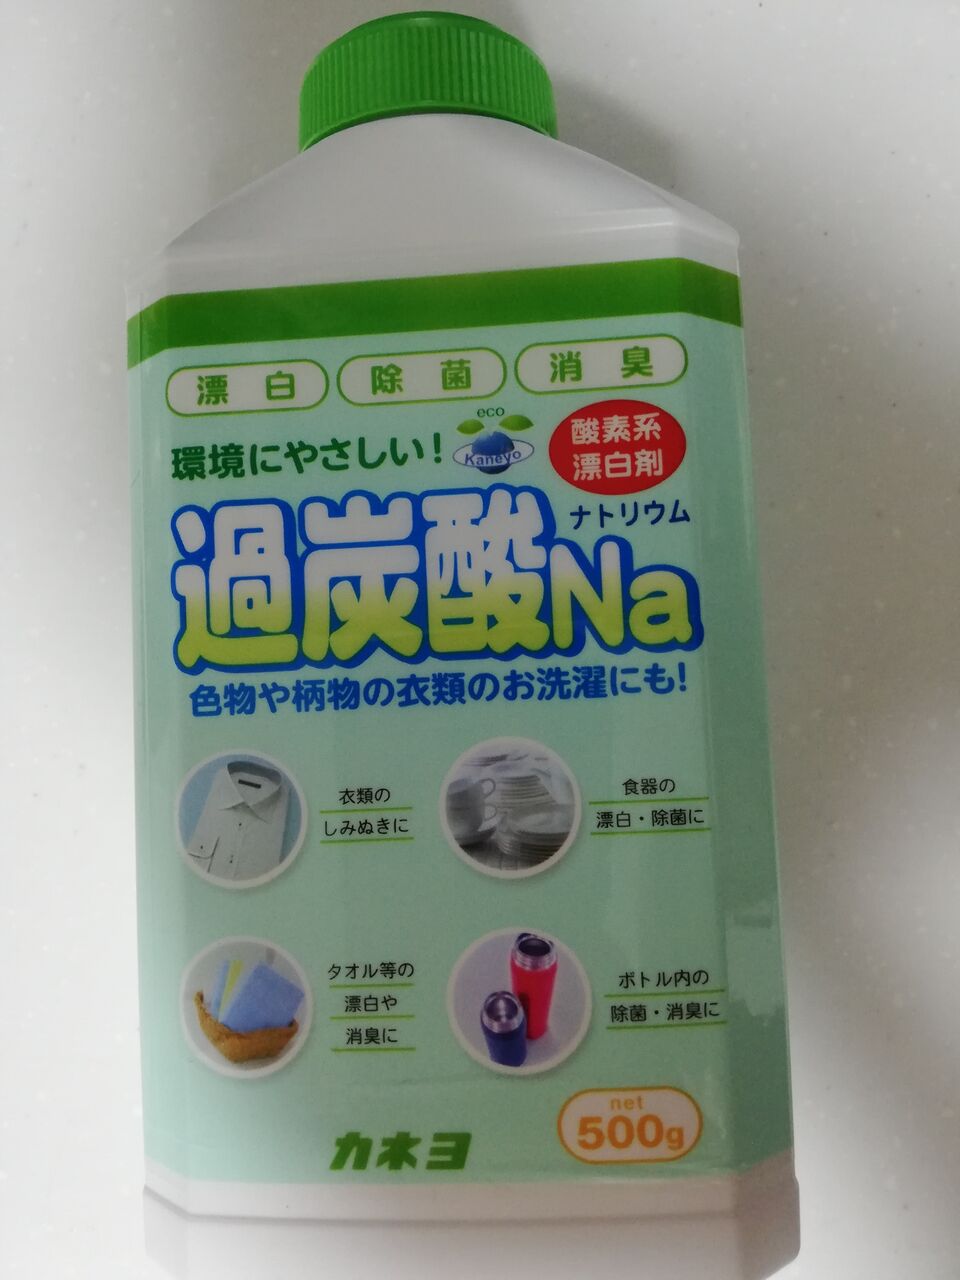 漂白 除菌 消臭
環境にやさしい!
eco
Kaneyo
酸素系
漂白剤
ナトリウム
過炭酸Na
色物や柄物の衣類のお洗濯にも!
衣類の
しみぬきに
食器の
漂白・除菌に
タオル等の
漂白や
消臭に
ボトル内の
除菌・消臭に
カネヨ
net
500g